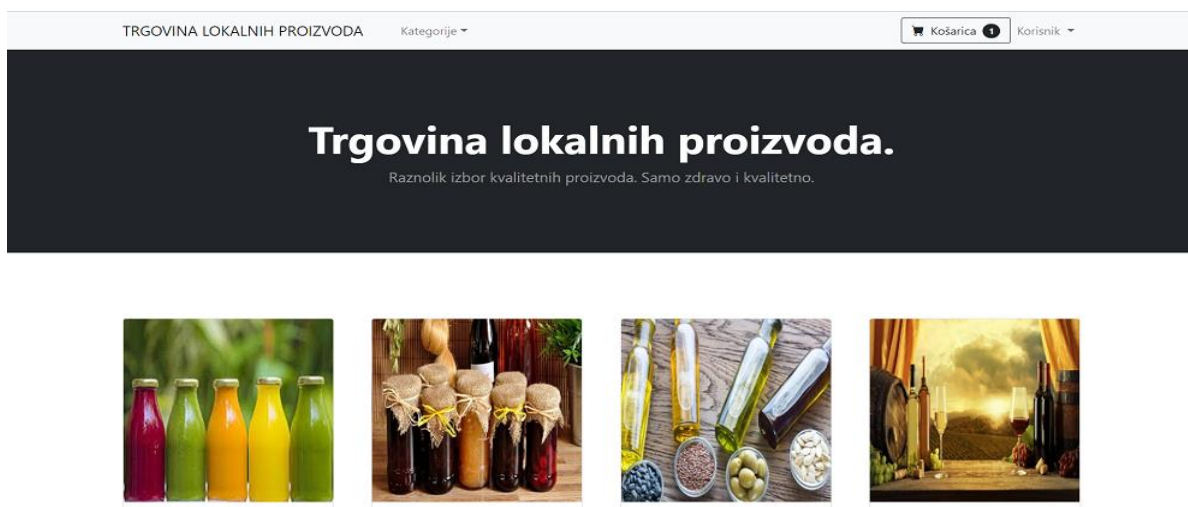 TRGOVINA LOKALNIH PROIZVODA Kategorije Košarica 1 Korisnik
Trgovina lokalnih proizvoda.
Raznolik izbor kvalitetnih proizvoda. Samo zdravo i kvalitetno.